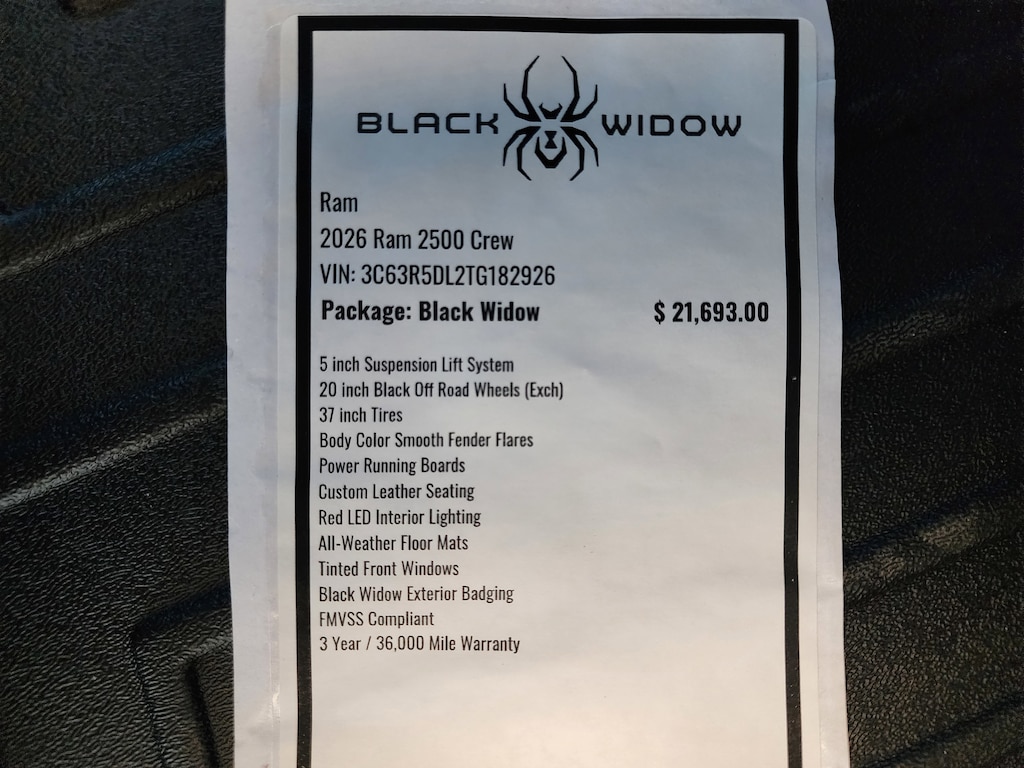 BLACK WIDOW
Ram
2026 Ram 2500 Crew
VIN: 3C63R5DL2TG182926
Package: Black Widow $ 21,693.00
5 inch Suspension Lift System
20 inch Black Off Road Wheels (Exch)
37 inch Tires
Body Color Smooth Fender Flares
Power Running Boards
Custom Leather Seating
Red LED Interior Lighting
All-Weather Floor Mats
Tinted Front Windows
Black Widow Exterior Badging
FMVSS Compliant
3 Year / 36,000 Mile Warranty